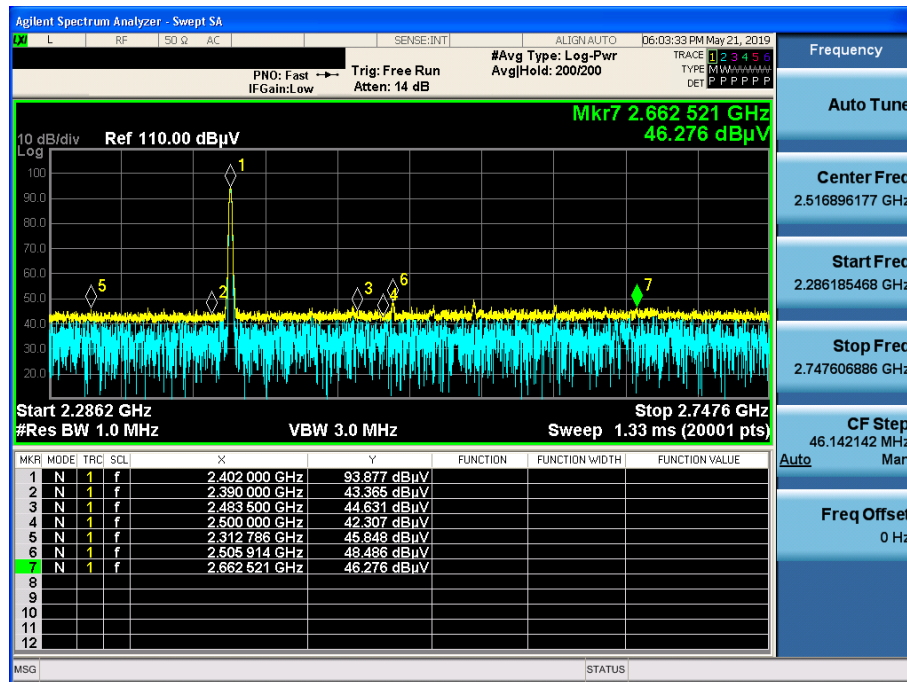 Agilent Spectrum Analyzer - Swept SA
LXI L RF 50 Ω AC SENSE:INT ALIGN AUTO 06:03:33 PM May 21, 2019
#Avg Type: Log-Pwr
Avg|Hold: 200/200
TRACE 1 2 3 4 5 6
TYPE M WWWWW
DET P P P P P P
PNO: Fast
IFGain:Low
Trig: Free Run
Atten: 14 dB
Mkr7 2.662 521 GHz
46.276 dBµV
10 dB/div Ref 110.00 dBµV
Log
100
90.0
80.0
70.0
60.0
50.0
40.0
30.0
20.0
1
2
3
4
5
6
7
Start 2.2862 GHz Stop 2.7476 GHz
#Res BW 1.0 MHz VBW 3.0 MHz Sweep 1.33 ms (20001 pts)
MKR MODE TRC SCL X Y FUNCTION FUNCTION WIDTH FUNCTION VALUE
1 N 1 f 2.402 000 GHz 93.877 dBµV
2 N 1 f 2.390 000 GHz 43.365 dBµV
3 N 1 f 2.483 500 GHz 44.631 dBµV
4 N 1 f 2.500 000 GHz 42.307 dBµV
5 N 1 f 2.312 786 GHz 45.848 dBµV
6 N 1 f 2.505 914 GHz 48.486 dBµV
7 N 1 f 2.662 521 GHz 46.276 dBµV
8
9
10
11
12
MSG STATUS
Frequency
Auto Tune
Center Freq
2.516896177 GHz
Start Freq
2.286185468 GHz
Stop Freq
2.747606886 GHz
CF Step
46.142142 MHz
Auto Man
Freq Offset
0 Hz